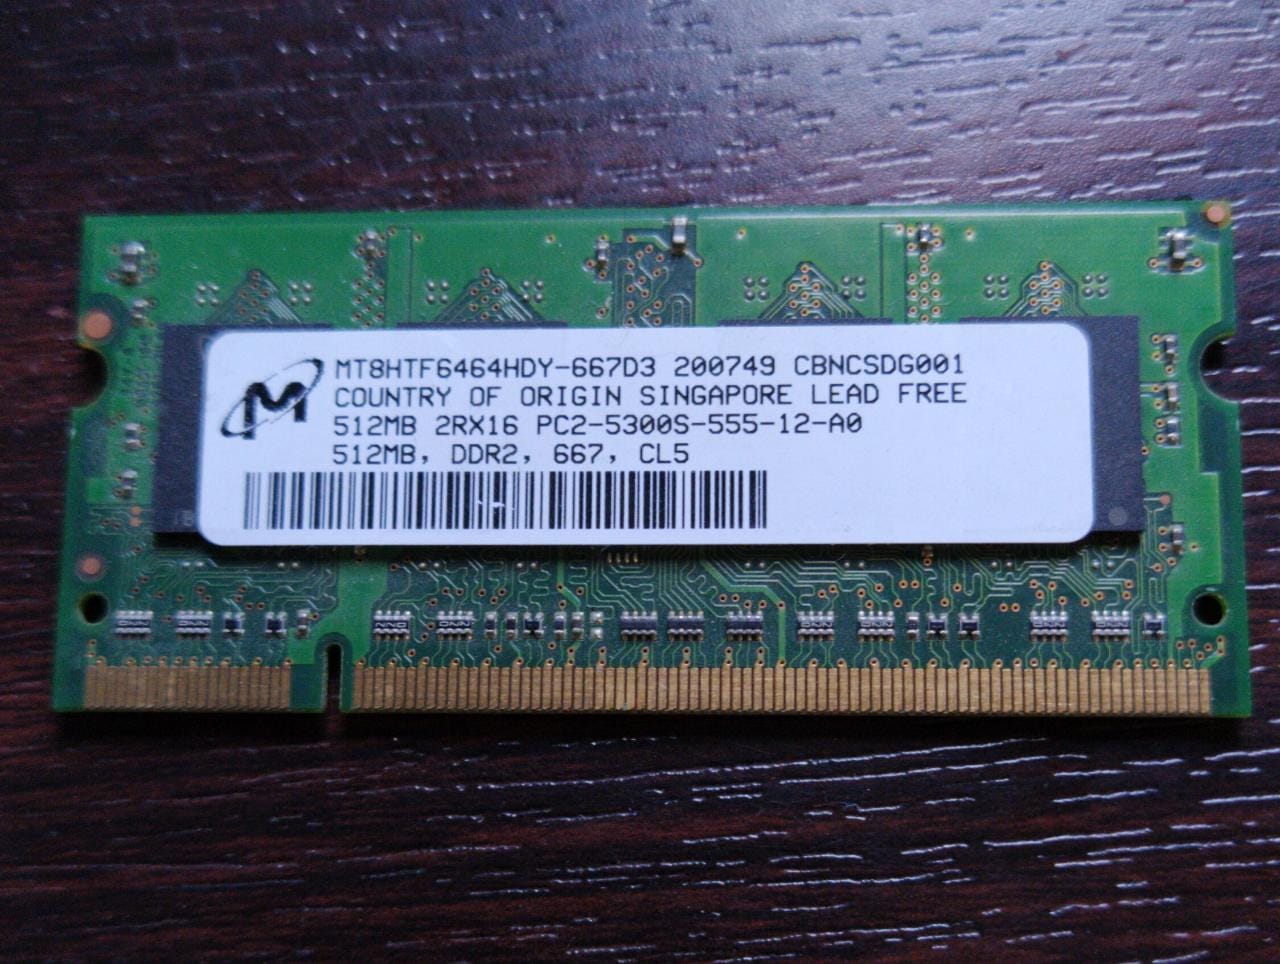 MT8HTF6464HDY-667D3 200749 CBNCSDG001
COUNTRY OF ORIGIN SINGAPORE LEAD FREE
512MB 2RX16 PC2-5300S-555-12-A0
512MB, DDR2, 667, CL5